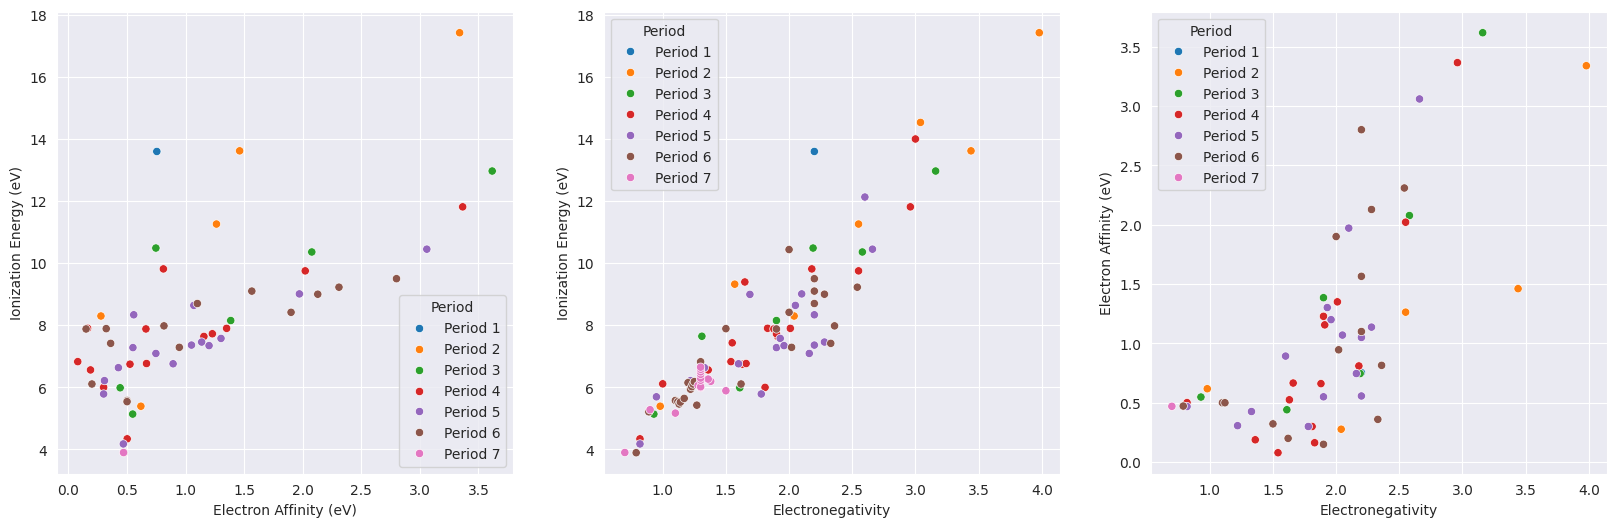 18
16
14
12
10
8
6
4
Ionization Energy (eV)
0.0 0.5 1.0 1.5 2.0 2.5 3.0 3.5
Electron Affinity (eV)
Period
Period 1
Period 2
Period 3
Period 4
Period 5
Period 6
Period 7
18
16
14
12
10
8
6
4
Ionization Energy (eV)
1.0 1.5 2.0 2.5 3.0 3.5 4.0
Electronegativity
Period
Period 1
Period 2
Period 3
Period 4
Period 5
Period 6
Period 7
3.5
3.0
2.5
2.0
1.5
1.0
0.5
0.0
Electron Affinity (eV)
1.0 1.5 2.0 2.5 3.0 3.5 4.0
Electronegativity
Period
Period 1
Period 2
Period 3
Period 4
Period 5
Period 6
Period 7